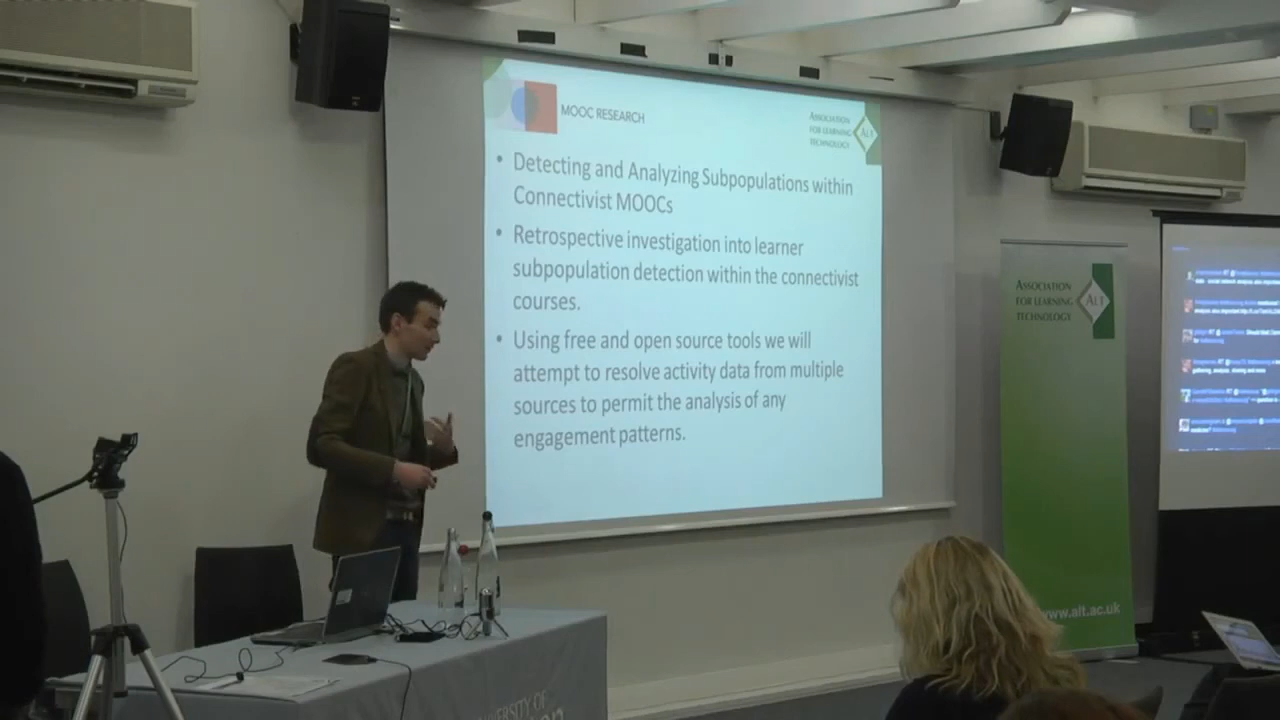 MOOC RESEARCH
ASSOCIATION
FOR LEARNING
TECHNOLOGY
ALT
• Detecting and Analyzing Subpopulations within
Connectivist MOOCs
• Retrospective investigation into learner
subpopulation detection within the connectivist
courses.
• Using free and open source tools we will
attempt to resolve activity data from multiple
sources to permit the analysis of any
engagement patterns.
ASSOCIATION
FOR LEARNING
TECHNOLOGY
ALT
www.alt.ac.uk
UNIVERSITY OF